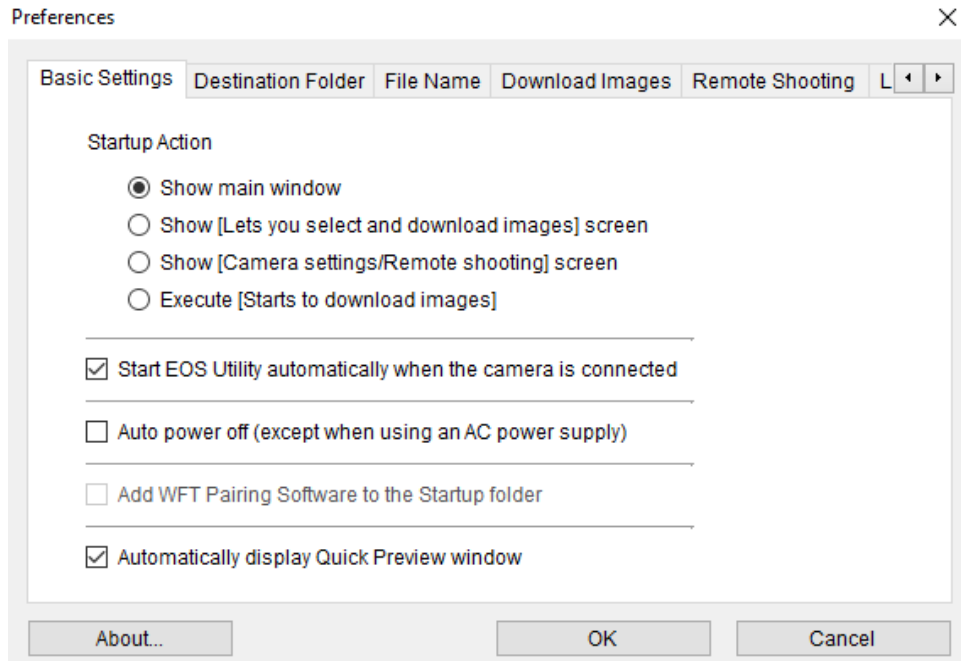 Preferences
Basic Settings Destination Folder File Name Download Images Remote Shooting L
Startup Action
Show main window
Show [Lets you select and download images] screen
Show [Camera settings/Remote shooting] screen
Execute [Starts to download images]
Start EOS Utility automatically when the camera is connected
Auto power off (except when using an AC power supply)
Add WFT Pairing Software to the Startup folder
Automatically display Quick Preview window
About... OK Cancel